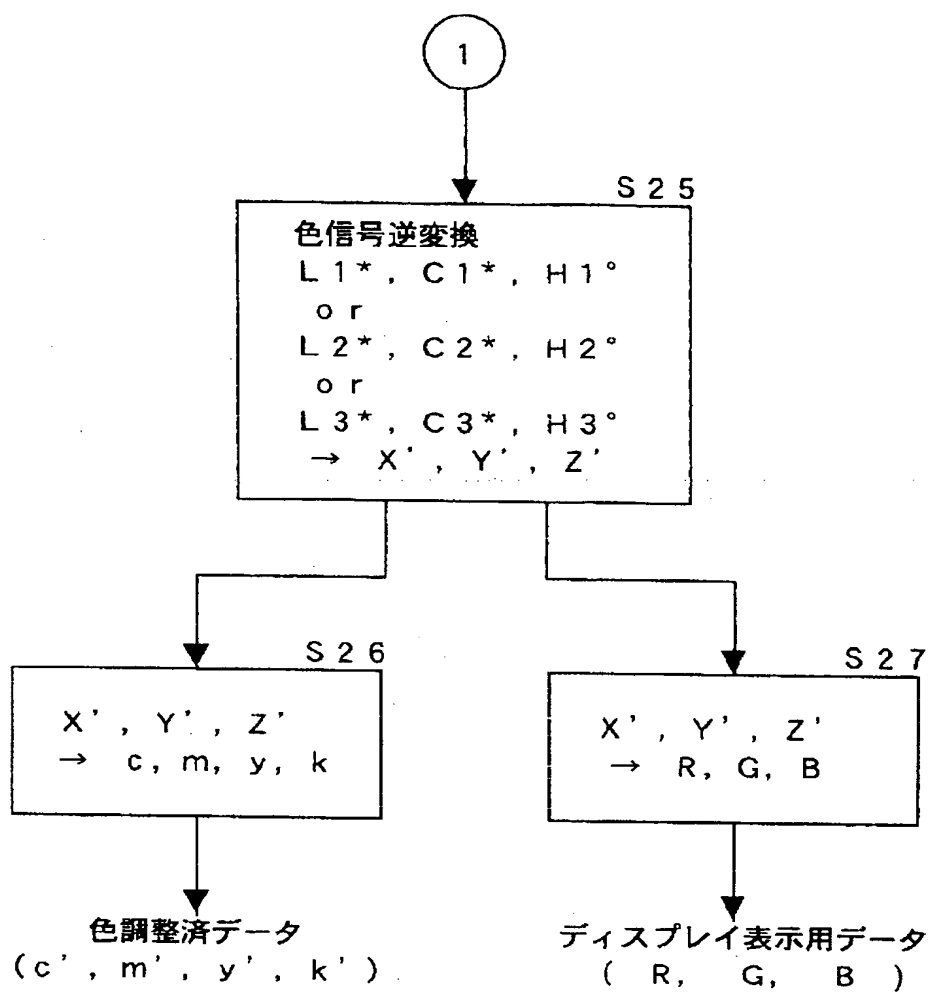 1
S25
色信号逆変換
L1*, C1*, H1°
or
L2*, C2*, H2°
or
L3*, C3*, H3°
→ X', Y', Z'
S26
X', Y', Z'
→ c, m, y, k
S27
X', Y', Z'
→ R, G, B
色調整済データ
(c', m', y', k')
ディスプレイ表示用データ
( R, G, B )